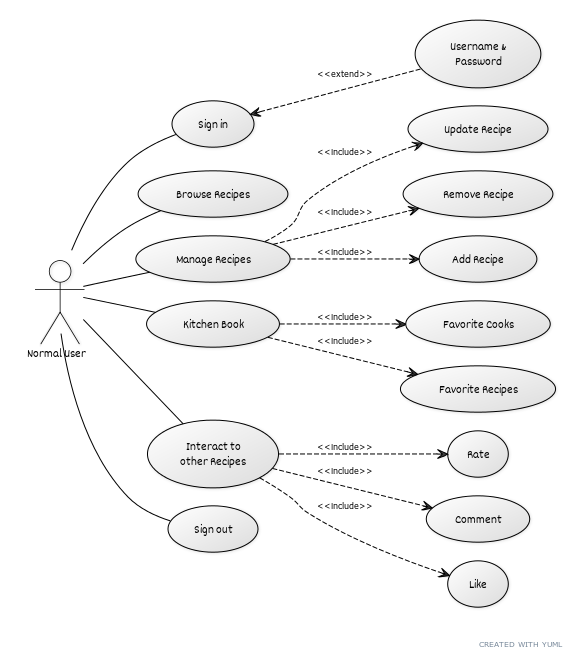 Username &
Password
<<extend>>
Sign in
Update Recipe
<<include>>
Browse Recipes
Remove Recipe
<<include>>
Manage Recipes
<<include>>
Add Recipe
Kitchen Book
<<include>>
Favorite Cooks
<<include>>
Normal User
Favorite Recipes
Interact to
other Recipes
<<include>>
Rate
<<include>>
Comment
<<include>>
Sign out
Like
CREATED WITH YUML